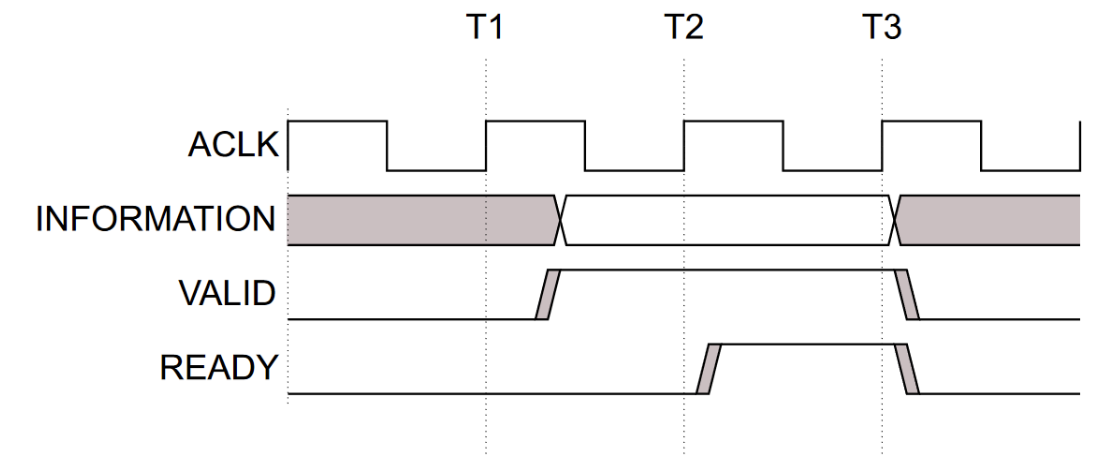 T1 T2 T3
ACLK
INFORMATION
VALID
READY